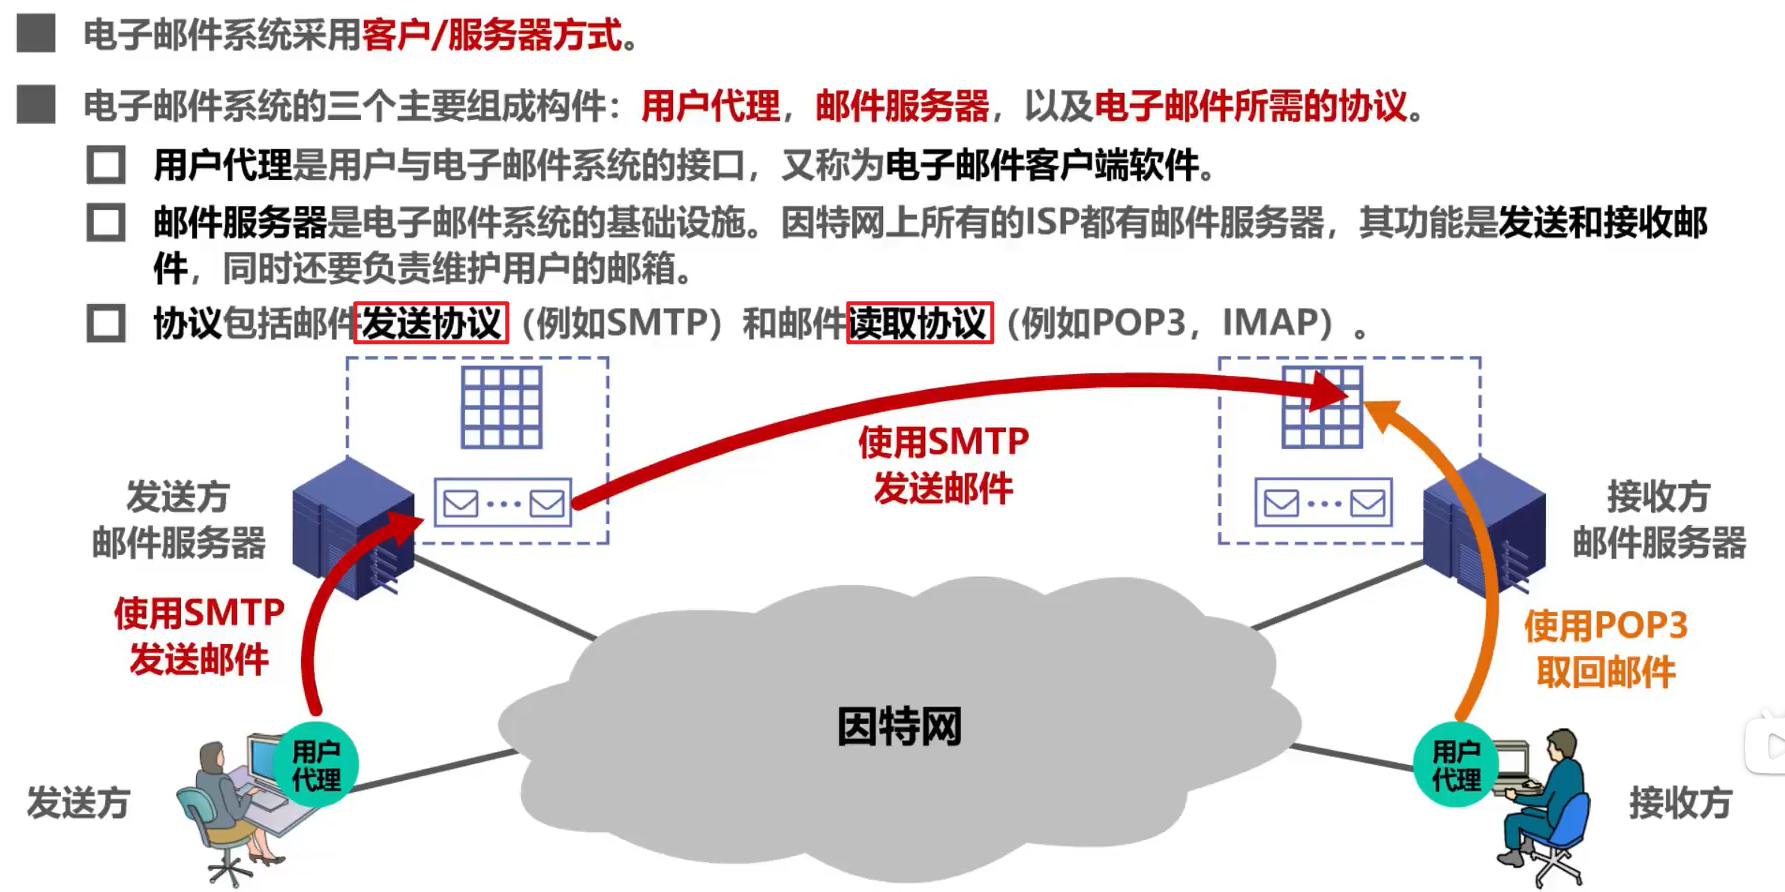 电子邮件系统采用客户/服务器方式。
电子邮件系统的三个主要组成构件：用户代理，邮件服务器，以及电子邮件所需的协议。
用户代理是用户与电子邮件系统的接口，又称为电子邮件客户端软件。
邮件服务器是电子邮件系统的基础设施。因特网上所有的ISP都有邮件服务器，其功能是发送和接收邮
件，同时还要负责维护用户的邮箱。
协议包括邮件发送协议（例如SMTP）和邮件读取协议（例如POP3，IMAP）。
使用SMTP
发送邮件
发送方
邮件服务器
接收方
邮件服务器
使用SMTP
发送邮件
使用POP3
取回邮件
因特网
用户
代理
用户
代理
发送方
接收方